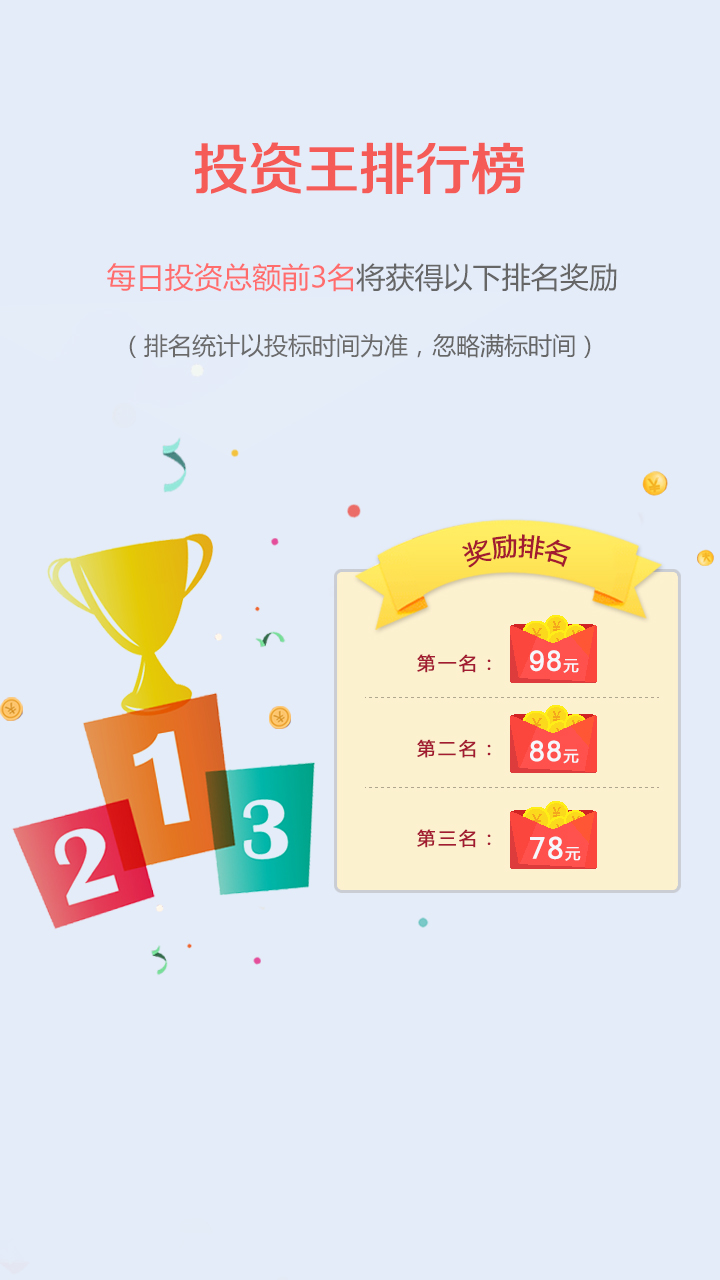 投资王排行榜
每日投资总额前3名将获得以下排名奖励
（排名统计以投标时间为准，忽略满标时间）
奖励排名
第一名： 98元
第二名： 88元
第三名： 78元
1
2
3